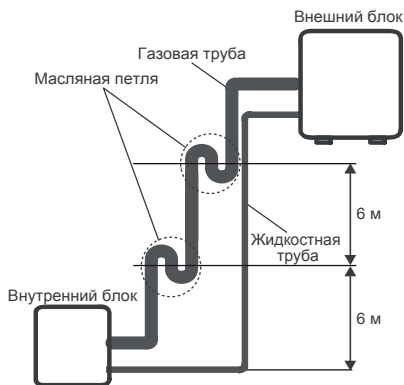 Внешний блок
Газовая труба
Масляная петля
6 м
Жидкостная
труба
Внутренний блок
6 м